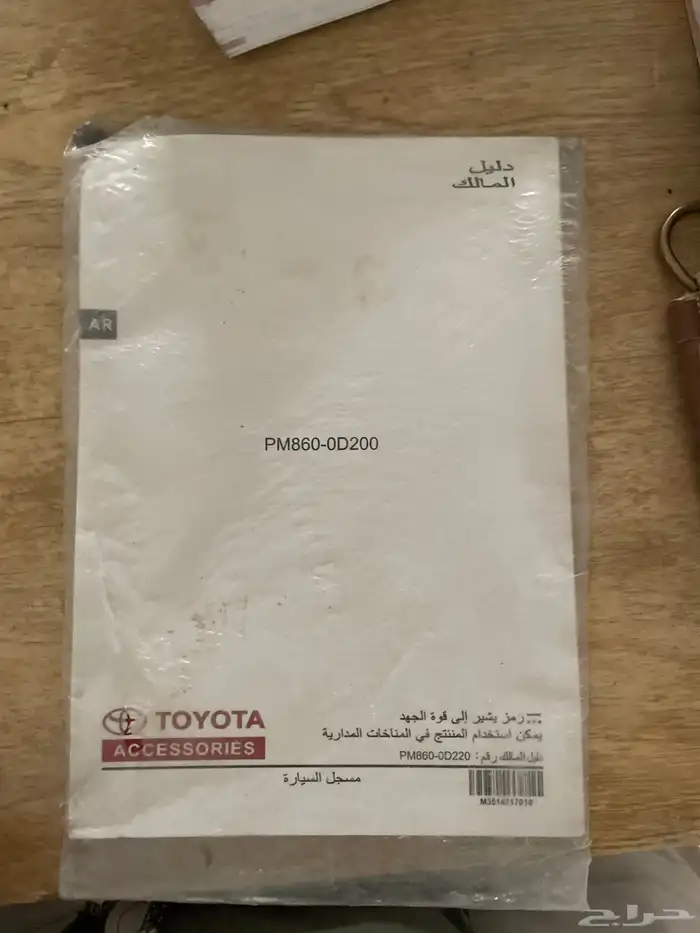 دليل
المالك
AR
PM860-0D200
TOYOTA
ACCESSORIES
رمز يشير إلى قوة الجهد
يمكن استخدام المنتج في المناخات المدارية
دليل المالك رقم: PM860-0D220
مسجل السيارة
M3514717010
حراج